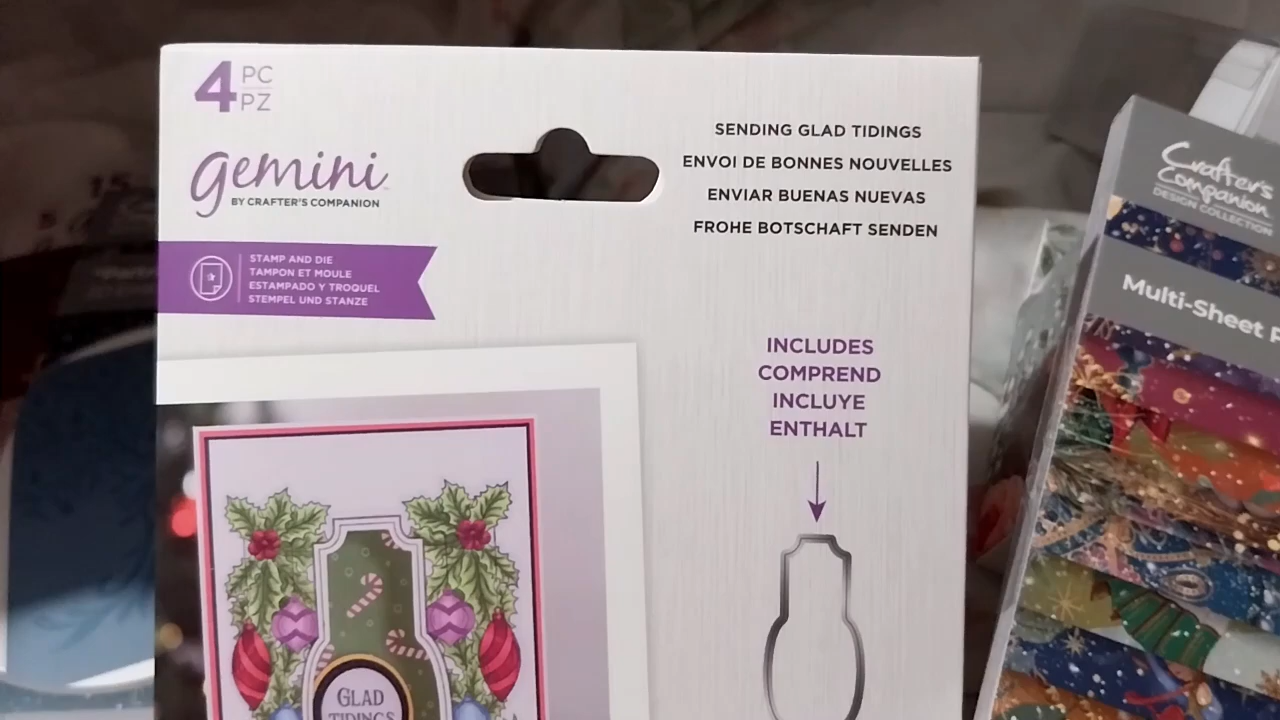 4 PC
PZ
gemini
BY CRAFTER'S COMPANION
STAMP AND DIE
TAMPON ET MOULE
ESTAMPADO Y TROQUEL
STEMPEL UND STANZE
SENDING GLAD TIDINGS
ENVOI DE BONNES NOUVELLES
ENVIAR BUENAS NUEVAS
FROHE BOTSCHAFT SENDEN
INCLUDES
COMPREND
INCLUYE
ENTHALT
GLAD
TIDINGS
Crafter's
Companion
DESIGN COLLECTION
Multi-Sheet